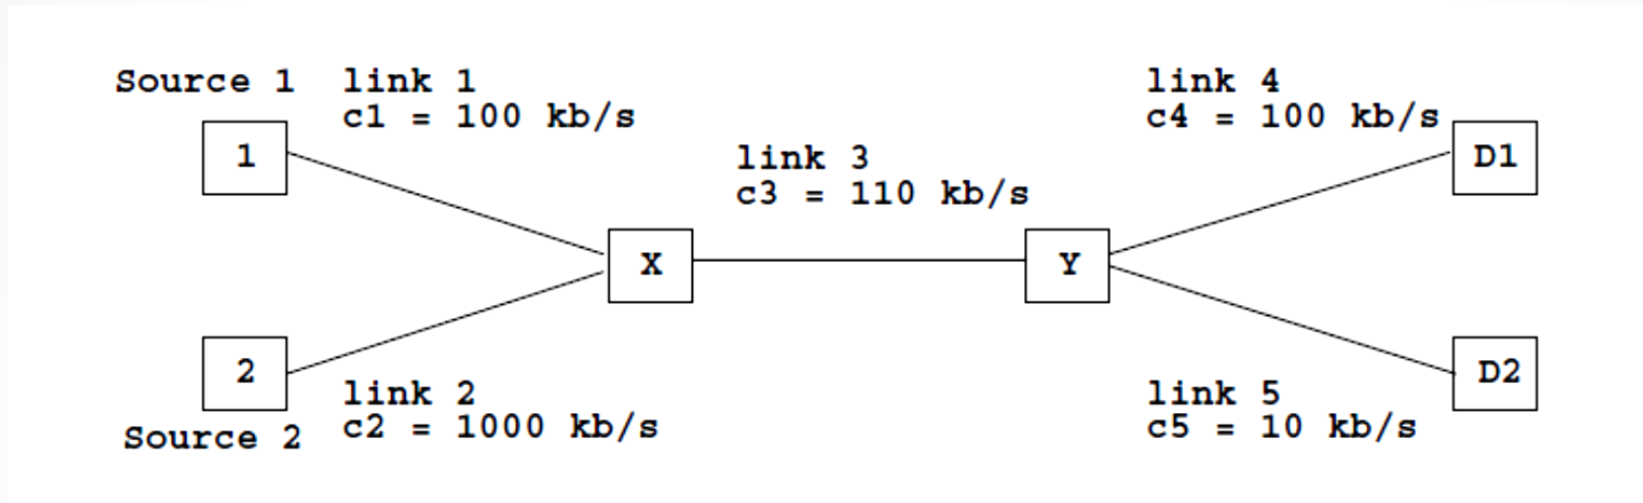 Source 1
link 1
c1 = 100 kb/s
link 4
c4 = 100 kb/s
1
D1
link 3
c3 = 110 kb/s
X
Y
2
D2
link 2
c2 = 1000 kb/s
Source 2
link 5
c5 = 10 kb/s